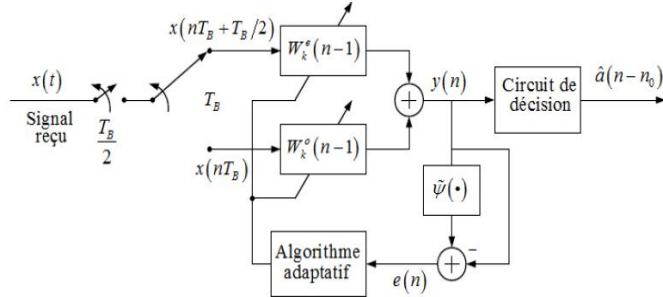 x(nT_B + T_B/2)
W_k^e(n−1)
x(t)
y(n)
Circuit de
décision
â(n−n_0)
Signal
reçu
T_B
2
T_B
+
W_k^o(n−1)
x(nT_B)
ψ̃(•)
Algorithme
adaptatif
e(n)
+
−